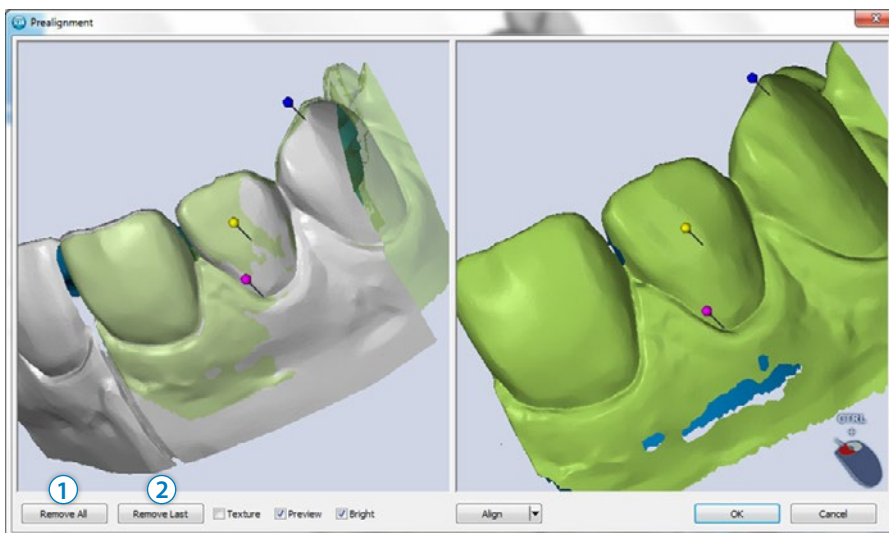 Prealignment
CTRL
+
1 2
Remove All Remove Last Texture Preview Bright Align OK Cancel